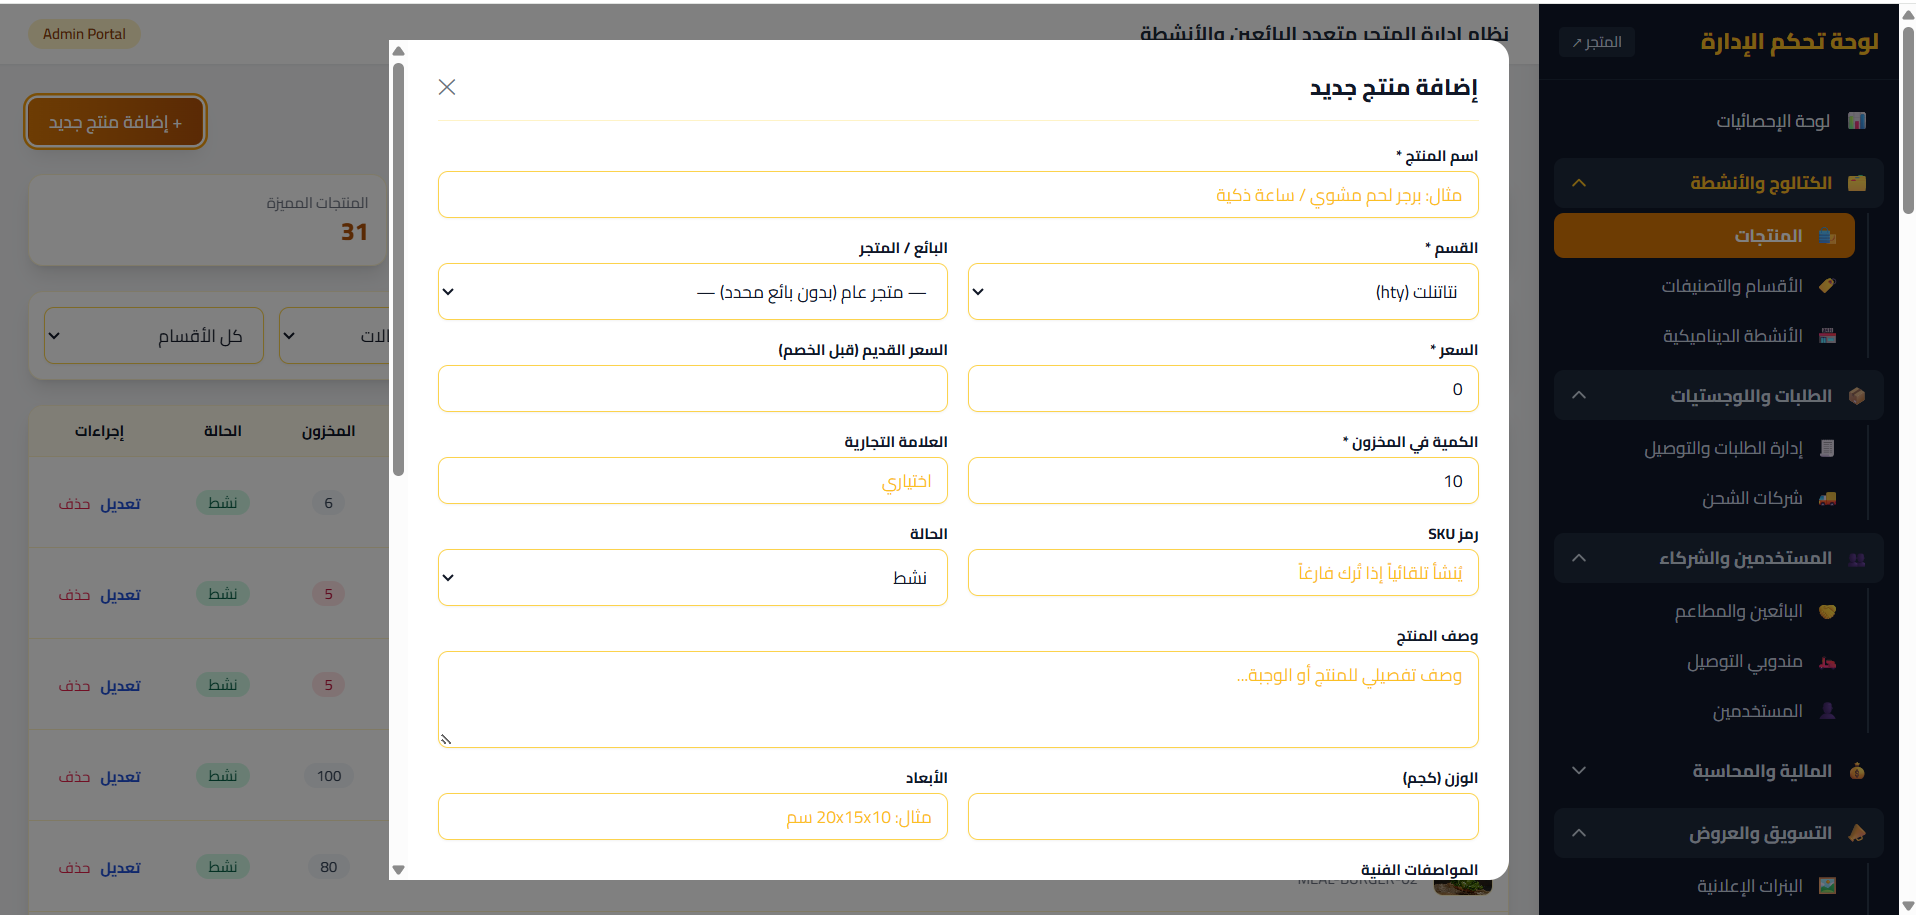 لوحة تحكم الإدارة
المتجر ↗
نظام إدارة المتجر متعدد البائعين والأنشطة
Admin Portal
لوحة الإحصائيات
الكتالوج والأنشطة
المنتجات
الأقسام والتصنيفات
الأنشطة الديناميكية
الطلبات واللوجستيات
إدارة الطلبات والتوصيل
شركات الشحن
المستخدمين والشركاء
البائعين والمطاعم
مندوبي التوصيل
المستخدمين
المالية والمحاسبة
التسويق والعروض
البنرات الإعلانية
إضافة منتج جديد
اسم المنتج *
مثال: برجر لحم مشوي / ساعة ذكية
القسم *
البائع / المتجر
نتاتنلت (hty)
— متجر عام (بدون بائع محدد) —
السعر *
السعر القديم (قبل الخصم)
0
الكمية في المخزون *
العلامة التجارية
10
اختياري
رمز SKU
الحالة
يُنشأ تلقائياً إذا تُرك فارغاً
نشط
وصف المنتج
وصف تفصيلي للمنتج أو الوجبة...
الوزن (كجم)
الأبعاد
مثال: 20x15x10 سم
المواصفات الفنية
MEAL-BURGER-02
+ إضافة منتج جديد
المنتجات المميزة
31
كل الأقسام
المخزون
الحالة
إجراءات
6
نشط
تعديل
حذف
5
نشط
تعديل
حذف
5
نشط
تعديل
حذف
100
نشط
تعديل
حذف
80
نشط
تعديل
حذف